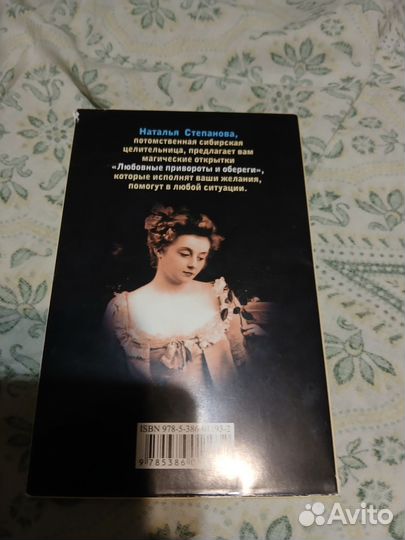 Наталья Степанова,
потомственная сибирская
целительница, предлагает вам
магические открытки
«Любовные привороты и обереги»,
которые исполнят ваши желания,
помогут в любой ситуации.
ISBN
Avito